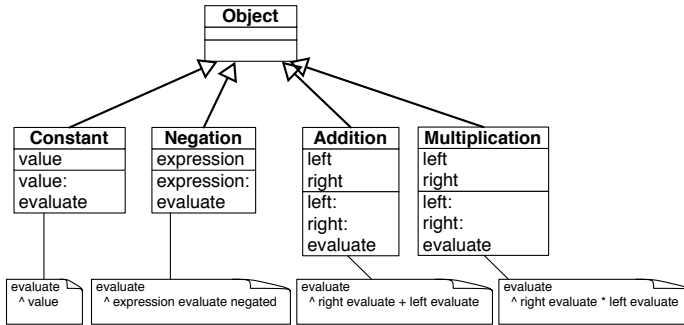 Object
Constant
value
value:
evaluate
Negation
expression
expression:
evaluate
Addition
left
right
left:
right:
evaluate
Multiplication
left
right
left:
right:
evaluate
evaluate
^ value
evaluate
^ expression evaluate negated
evaluate
^ right evaluate + left evaluate
evaluate
^ right evaluate * left evaluate